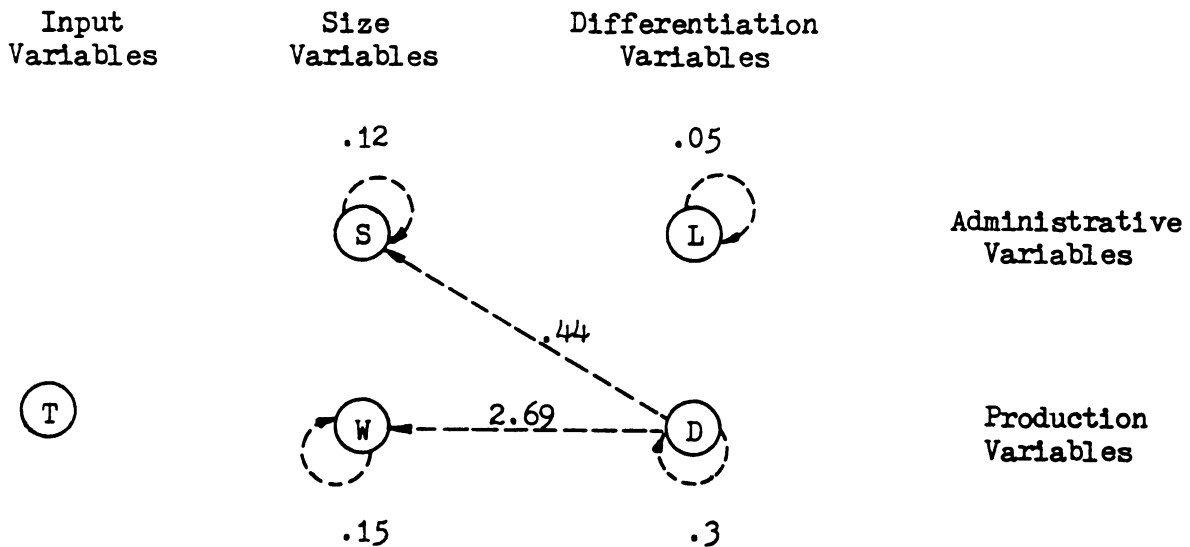 Input Variables
Size Variables
Differentiation Variables
.12
.05
S
L
Administrative Variables
.44
T
W
2.69
D
Production Variables
.15
.3